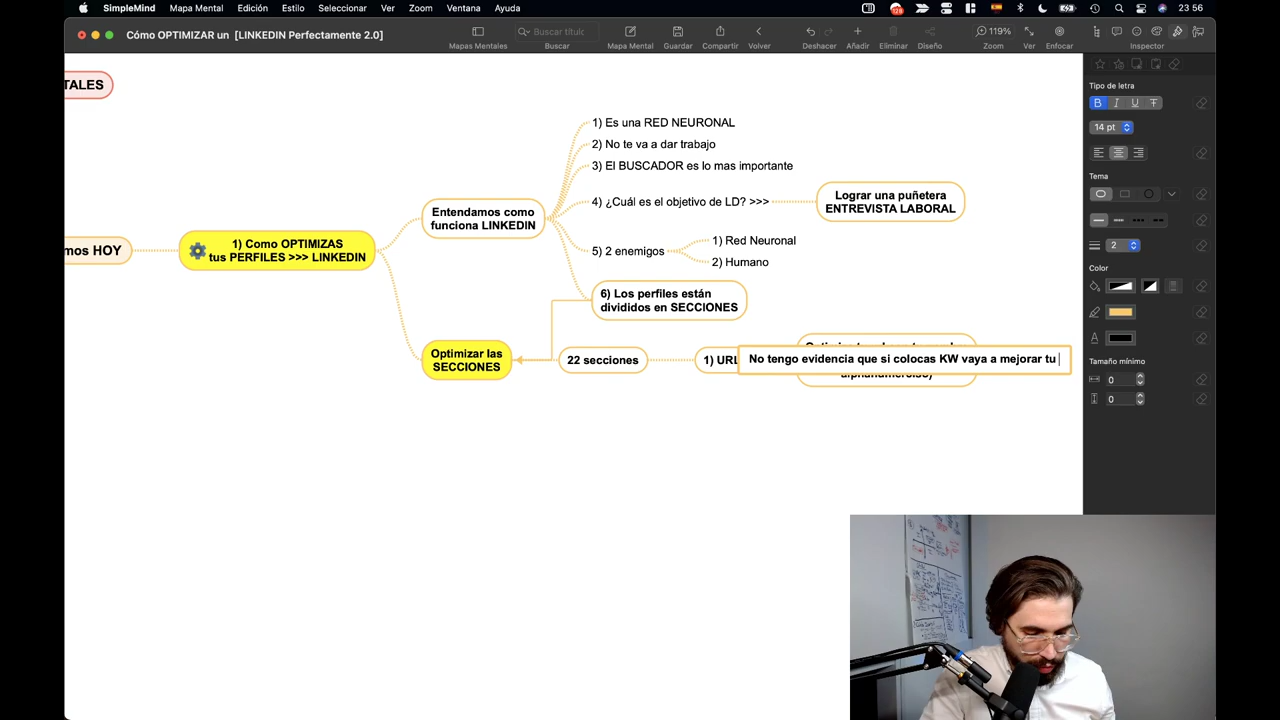 SimpleMind Mapa Mental Edición Estilo Seleccionar Ver Zoom Ventana Ayuda
128
23 56
Cómo OPTIMIZAR un [LINKEDIN Perfectamente 2.0]
Buscar títulc
119%
Mapas Mentales
Buscar
Mapa Mental
Guardar
Compartir
Volver
Deshacer
Añadir
Eliminar
Diseño
Zoom
Ver
Enfocar
Inspector
TALES
mos HOY
1) Como OPTIMIZAS
tus PERFILES >>> LINKEDIN
Entendamos como
funciona LINKEDIN
1) Es una RED NEURONAL
2) No te va a dar trabajo
3) El BUSCADOR es lo mas importante
4) ¿Cuál es el objetivo de LD? >>>
Lograr una puñetera
ENTREVISTA LABORAL
5) 2 enemigos
1) Red Neuronal
2) Humano
6) Los perfiles están
divididos en SECCIONES
Optimizar las
SECCIONES
22 secciones
1) URL
No tengo evidencia que si colocas KW vaya a mejorar tu
Tipo de letra
B I U T
14 pt
Tema
2
Color
A
Tamaño mínimo
0
0